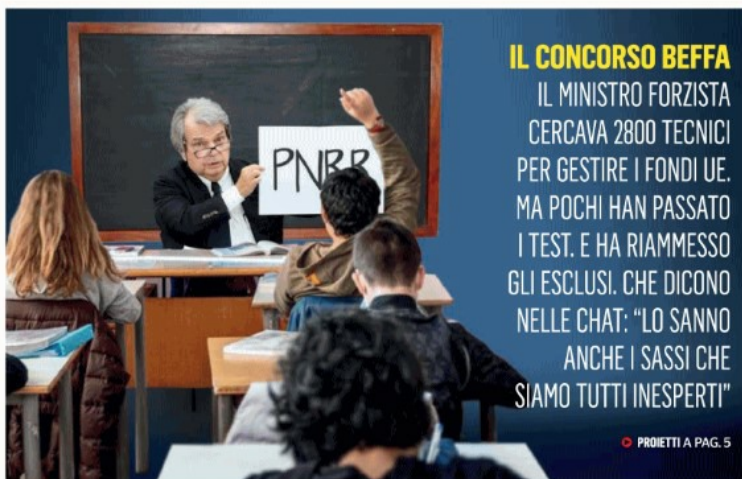 PNRR
IL CONCORSO BEFFA
IL MINISTRO FORZISTA
CERCAVA 2800 TECNICI
PER GESTIRE I FONDI UE.
MA POCHI HAN PASSATO
I TEST. E HA RIAMMESSO
GLI ESCLUSI. CHE DICONO
NELLE CHAT: “LO SANNO
ANCHE I SASSI CHE
SIAMO TUTTI INESPERTI”
PROIETTI A PAG. 5